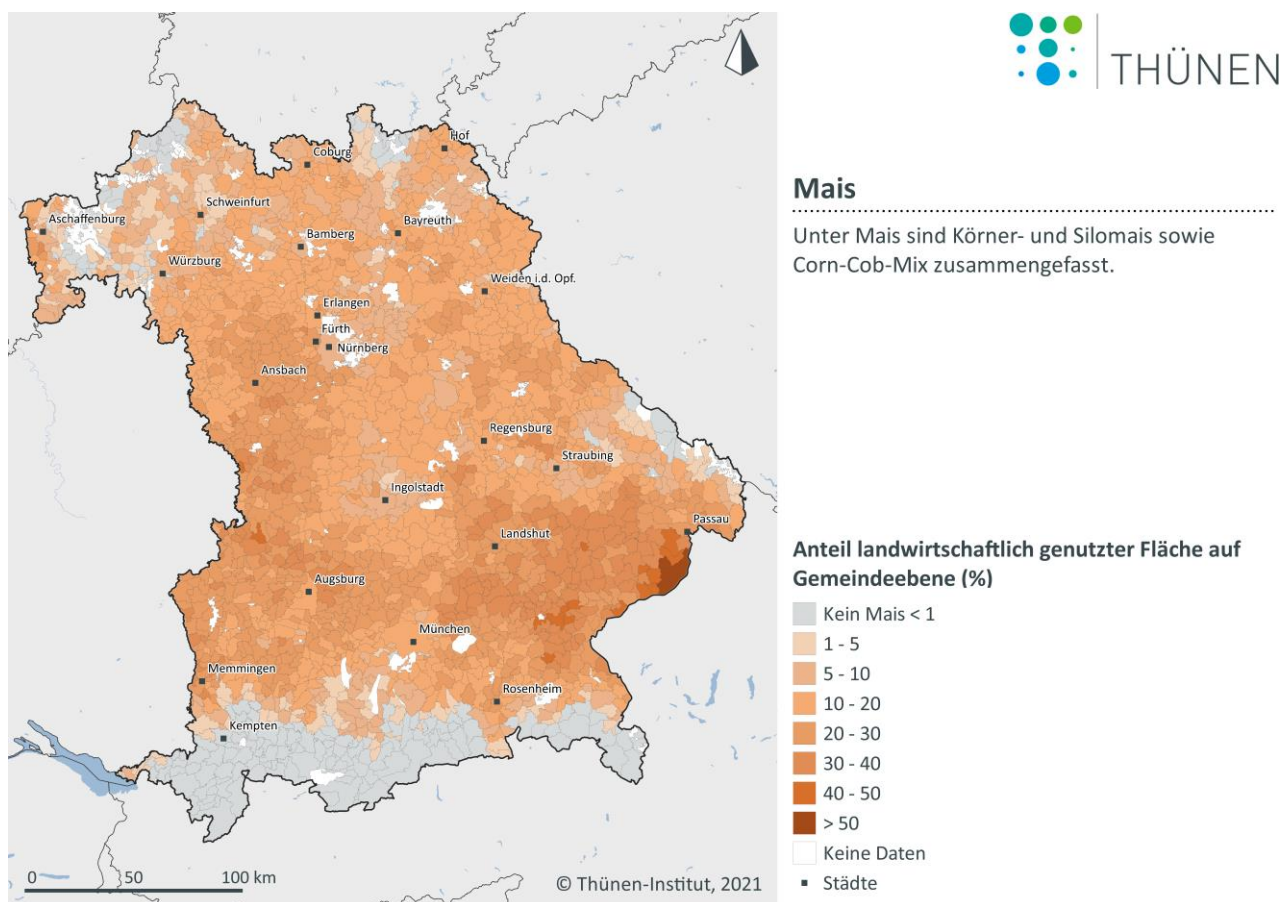 THÜNEN
Mais
Unter Mais sind Körner- und Silomais sowie
Corn-Cob-Mix zusammengefasst.
Hof
Coburg
Schweinfurt
Aschaffenburg
Bayreuth
Bamberg
Würzburg
Weiden i.d. Opf.
Erlangen
Fürth
Nürnberg
Ansbach
Regensburg
Straubing
Ingolstadt
Passau
Landshut
Augsburg
München
Memmingen
Rosenheim
Kempten
0 50 100 km
© Thünen-Institut, 2021
Anteil landwirtschaftlich genutzter Fläche auf
Gemeindeebene (%)
Kein Mais < 1
1 - 5
5 - 10
10 - 20
20 - 30
30 - 40
40 - 50
> 50
Keine Daten
Städte